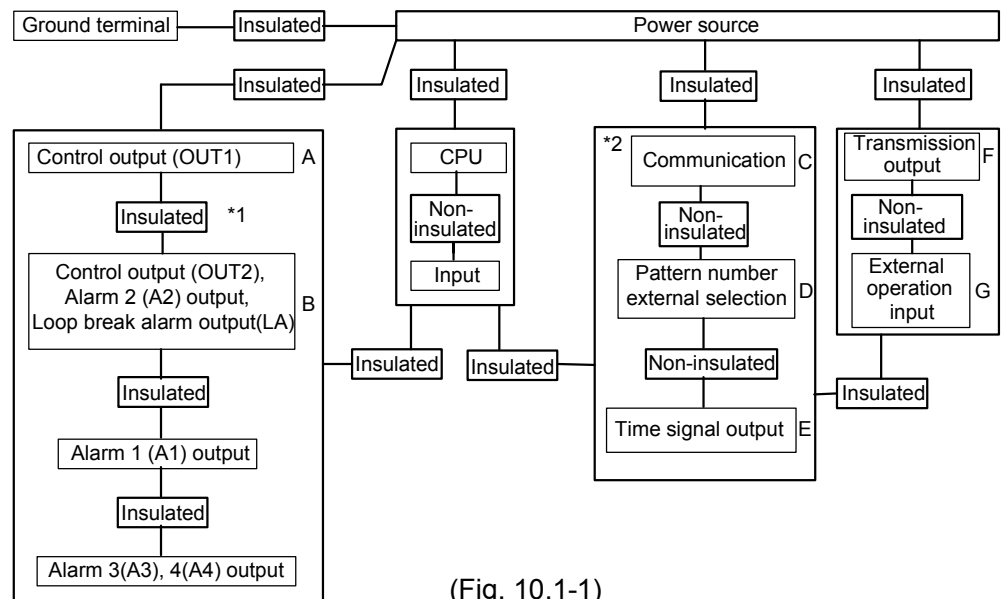 Ground terminal
Insulated
Power source
Insulated
Insulated
Insulated
Insulated
Control output (OUT1)
A
Insulated
*1
Control output (OUT2),
Alarm 2 (A2) output,
Loop break alarm output(LA)
B
Insulated
Alarm 1 (A1) output
Insulated
Alarm 3(A3), 4(A4) output
CPU
Non-
insulated
Input
Insulated
Insulated
*2
Communication
C
Non-
insulated
Pattern number
external selection
D
Non-insulated
Time signal output
E
Transmission
output
F
Non-
insulated
External
operation
input
G
Insulated
(Fig. 10.1-1)